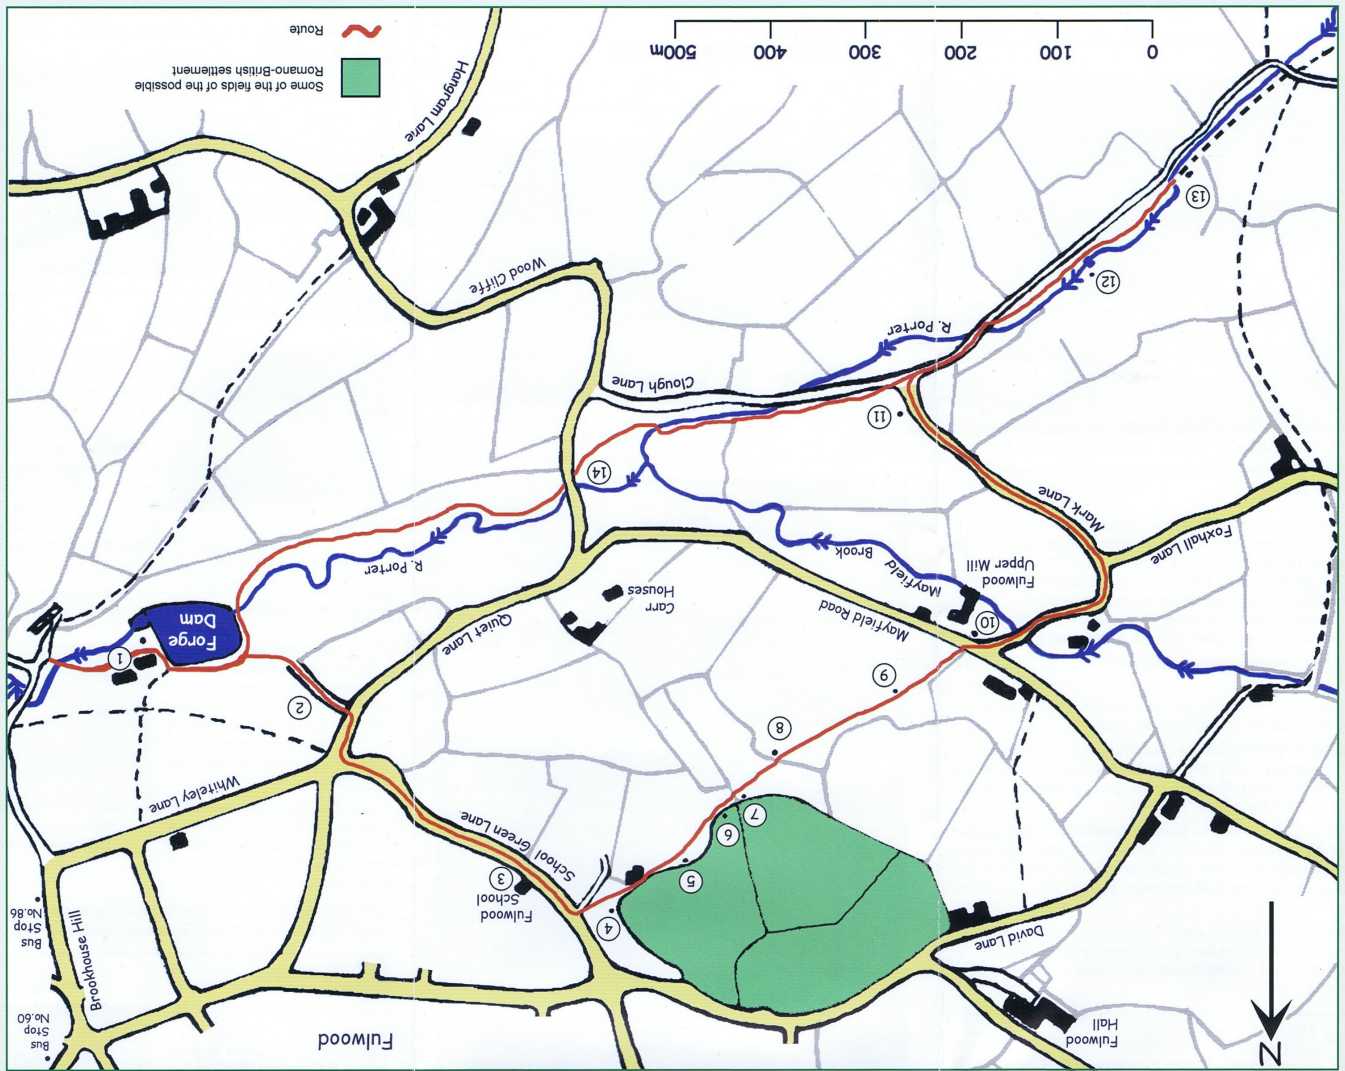 N
Fulwood
Hall
Fulwood
Bus
Stop
No.60
David Lane
Brookhouse Hill
Bus
Stop
No.86
4
Fulwood
School
3
5
School Green Lane
6
7
Whiteley Lane
8
2
9
1
10
Mayfield Road
Quiet Lane
Forge
Dam
Carr
Houses
Fulwood
Upper Mill
Mayfield
Brook
R. Porter
Foxhall Lane
Mark Lane
14
11
Clough Lane
R. Porter
12
Wood Cliffe
13
Hangram Lane
Some of the fields of the possible
Romano-British settlement
Route
0
100
200
300
400
500m